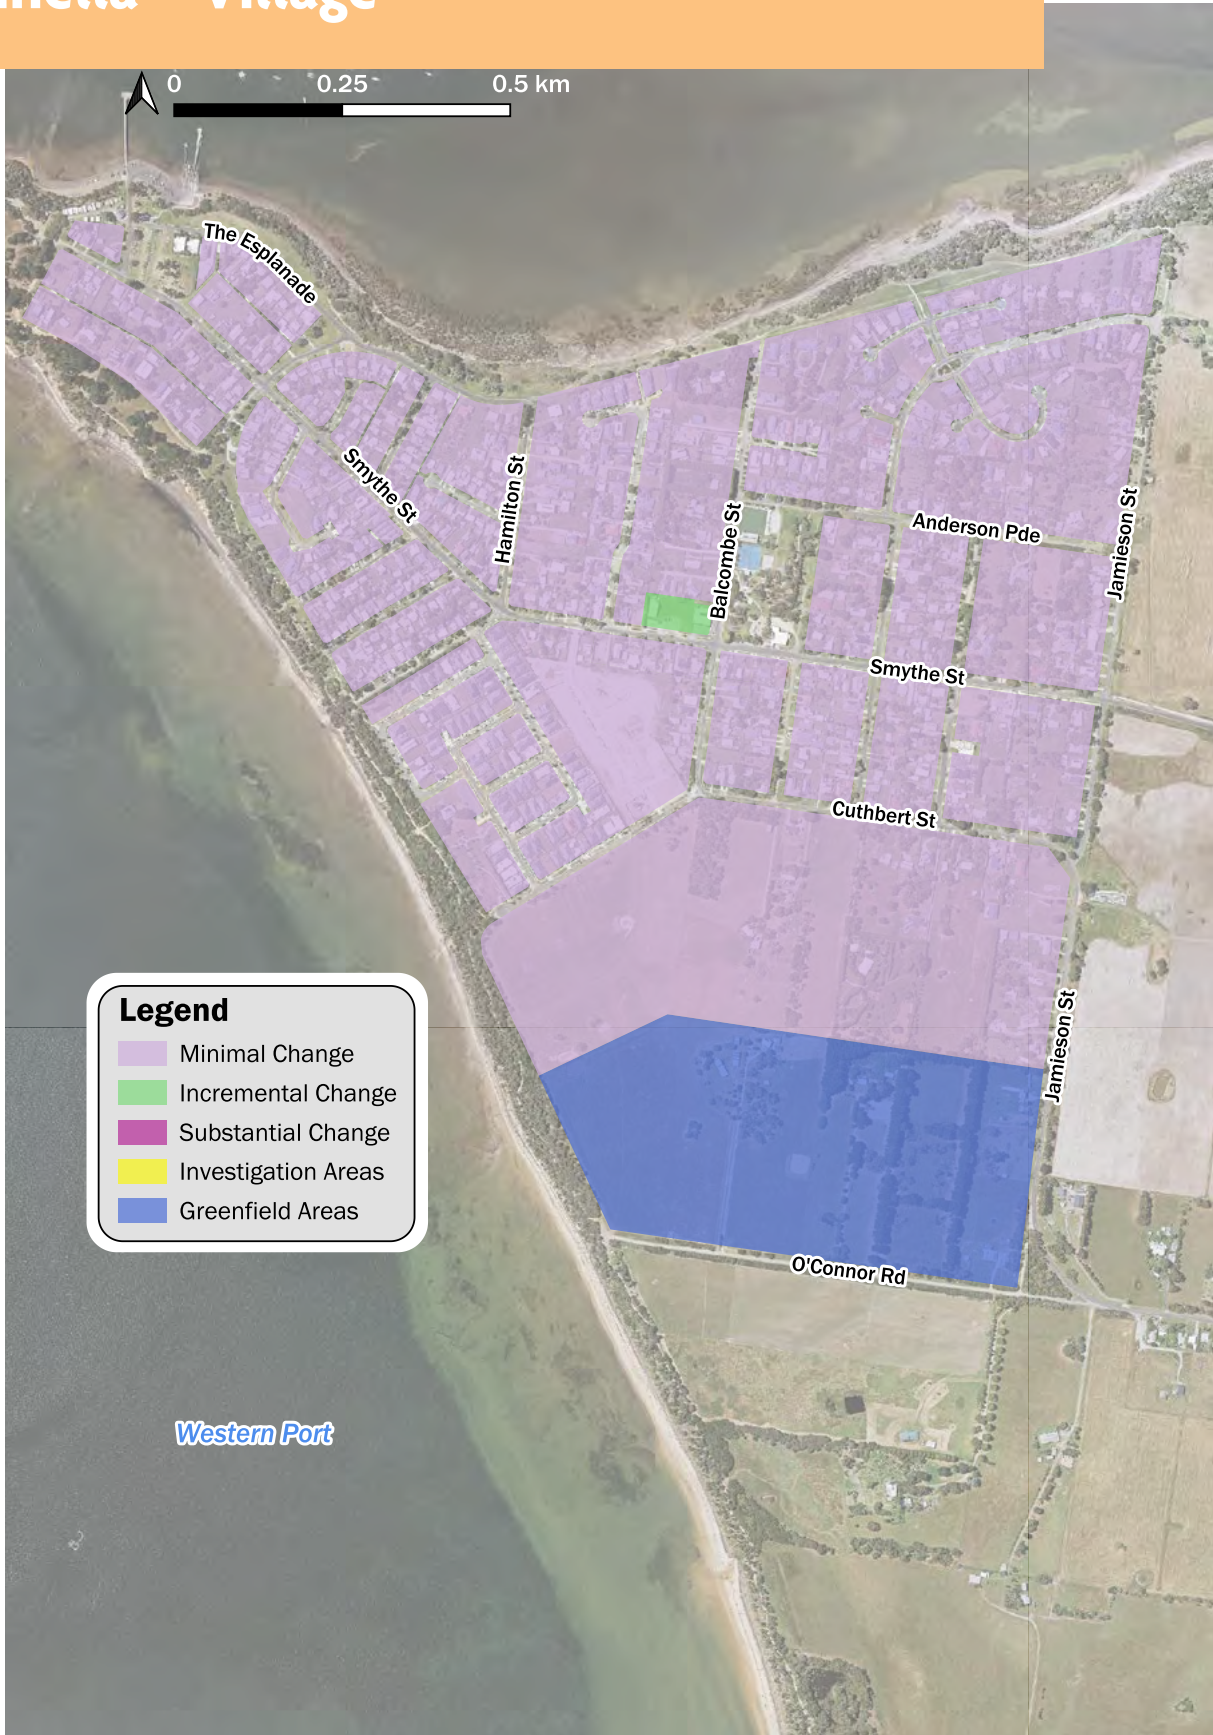 Village
0 0.25 0.5 km
The Esplanade
Smythe St
Hamilton St
Balcombe St
Anderson Pde
Jamieson St
Smythe St
Cuthbert St
Jamieson St
O'Connor Rd
Legend
Minimal Change
Incremental Change
Substantial Change
Investigation Areas
Greenfield Areas
Western Port